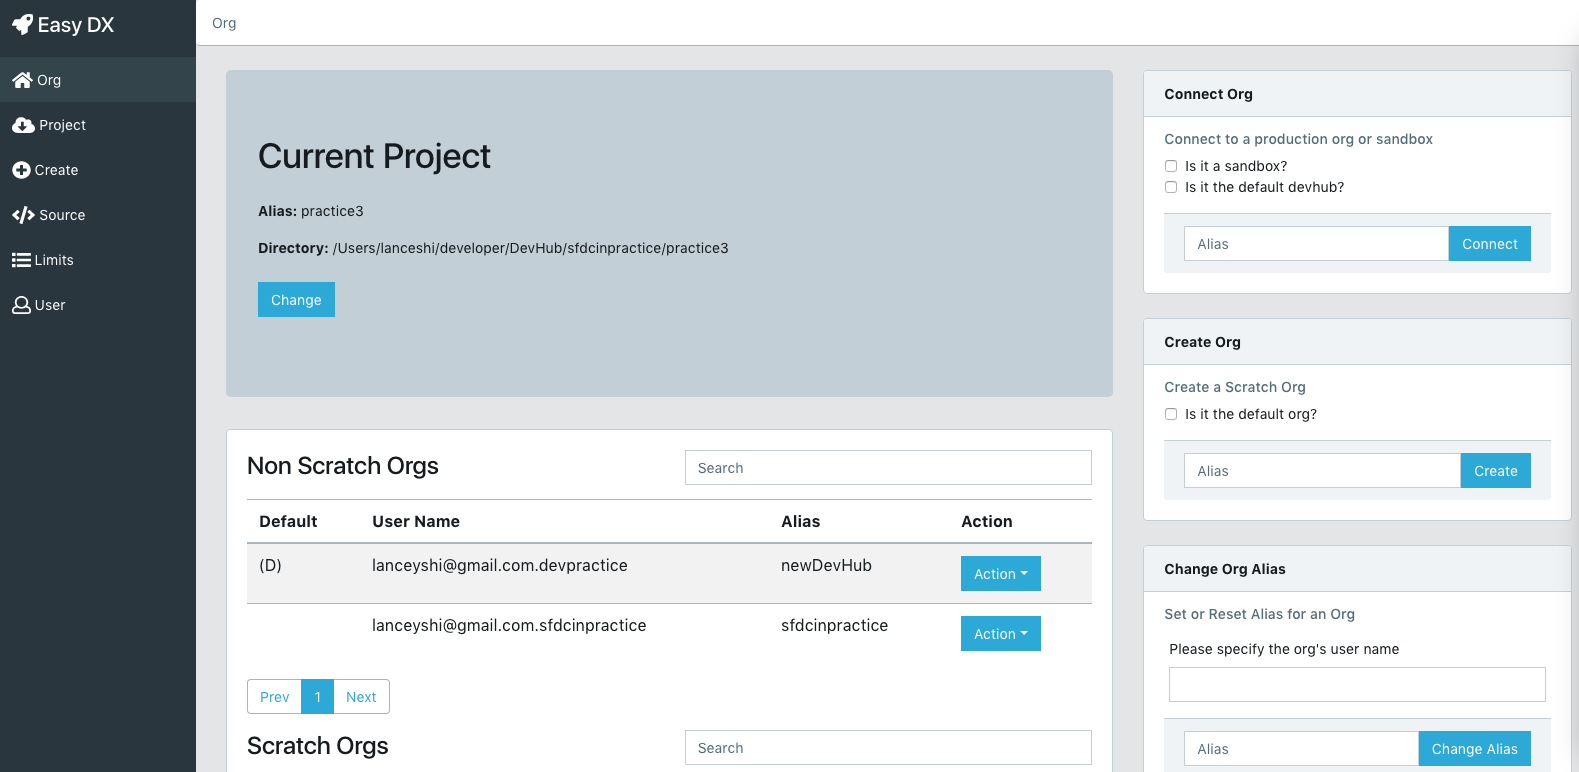 Easy DX
Org
Project
Create
Source
Limits
User
Org
Current Project
Alias: practice3
Directory: /Users/lanceshi/developer/DevHub/sfdcinpractice/practice3
Change
Non Scratch Orgs
Search
Default User Name Alias Action
(D) lanceyshi@gmail.com.devpractice newDevHub Action
lanceyshi@gmail.com.sfdcinpractice sfdcinpractice Action
Prev 1 Next
Scratch Orgs
Search
Connect Org
Connect to a production org or sandbox
Is it a sandbox?
Is it the default devhub?
Alias Connect
Create Org
Create a Scratch Org
Is it the default org?
Alias Create
Change Org Alias
Set or Reset Alias for an Org
Please specify the org's user name
Alias Change Alias